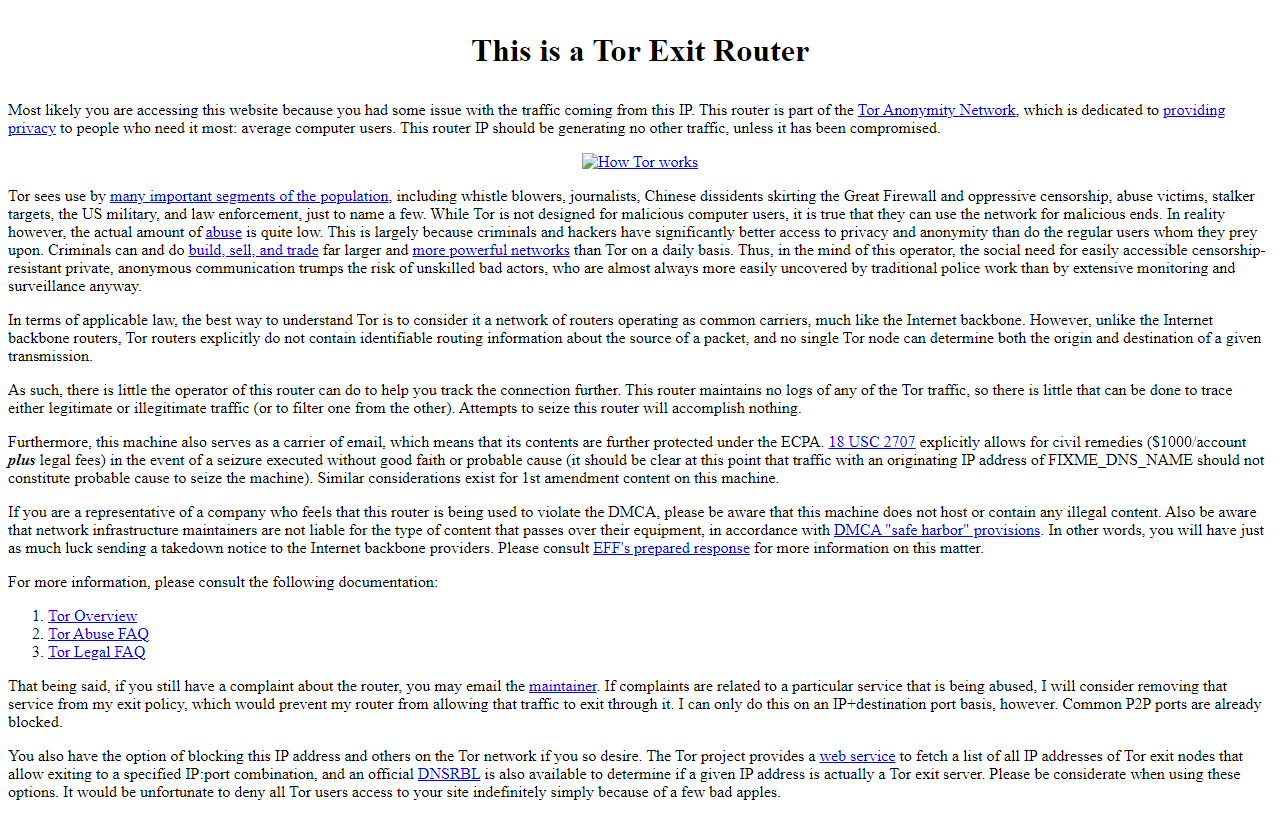 This is a Tor Exit Router
Most likely you are accessing this website because you had some issue with the traffic coming from this IP. This router is part of the Tor Anonymity Network, which is dedicated to providing
privacy to people who need it most: average computer users. This router IP should be generating no other traffic, unless it has been compromised.
How Tor works
Tor sees use by many important segments of the population, including whistle blowers, journalists, Chinese dissidents skirting the Great Firewall and oppressive censorship, abuse victims, stalker
targets, the US military, and law enforcement, just to name a few. While Tor is not designed for malicious computer users, it is true that they can use the network for malicious ends. In reality
however, the actual amount of abuse is quite low. This is largely because criminals and hackers have significantly better access to privacy and anonymity than do the regular users whom they prey
upon. Criminals can and do build, sell, and trade far larger and more powerful networks than Tor on a daily basis. Thus, in the mind of this operator, the social need for easily accessible censorship-
resistant private, anonymous communication trumps the risk of unskilled bad actors, who are almost always more easily uncovered by traditional police work than by extensive monitoring and
surveillance anyway.
In terms of applicable law, the best way to understand Tor is to consider it a network of routers operating as common carriers, much like the Internet backbone. However, unlike the Internet
backbone routers, Tor routers explicitly do not contain identifiable routing information about the source of a packet, and no single Tor node can determine both the origin and destination of a given
transmission.
As such, there is little the operator of this router can do to help you track the connection further. This router maintains no logs of any of the Tor traffic, so there is little that can be done to trace
either legitimate or illegitimate traffic (or to filter one from the other). Attempts to seize this router will accomplish nothing.
Furthermore, this machine also serves as a carrier of email, which means that its contents are further protected under the ECPA. 18 USC 2707 explicitly allows for civil remedies ($1000/account
plus legal fees) in the event of a seizure executed without good faith or probable cause (it should be clear at this point that traffic with an originating IP address of FIXME_DNS_NAME should not
constitute probable cause to seize the machine). Similar considerations exist for 1st amendment content on this machine.
If you are a representative of a company who feels that this router is being used to violate the DMCA, please be aware that this machine does not host or contain any illegal content. Also be aware
that network infrastructure maintainers are not liable for the type of content that passes over their equipment, in accordance with DMCA "safe harbor" provisions. In other words, you will have just
as much luck sending a takedown notice to the Internet backbone providers. Please consult EFF's prepared response for more information on this matter.
For more information, please consult the following documentation:
1. Tor Overview
2. Tor Abuse FAQ
3. Tor Legal FAQ
That being said, if you still have a complaint about the router, you may email the maintainer. If complaints are related to a particular service that is being abused, I will consider removing that
service from my exit policy, which would prevent my router from allowing that traffic to exit through it. I can only do this on an IP+destination port basis, however. Common P2P ports are already
blocked.
You also have the option of blocking this IP address and others on the Tor network if you so desire. The Tor project provides a web service to fetch a list of all IP addresses of Tor exit nodes that
allow exiting to a specified IP:port combination, and an official DNSRBL is also available to determine if a given IP address is actually a Tor exit server. Please be considerate when using these
options. It would be unfortunate to deny all Tor users access to your site indefinitely simply because of a few bad apples.